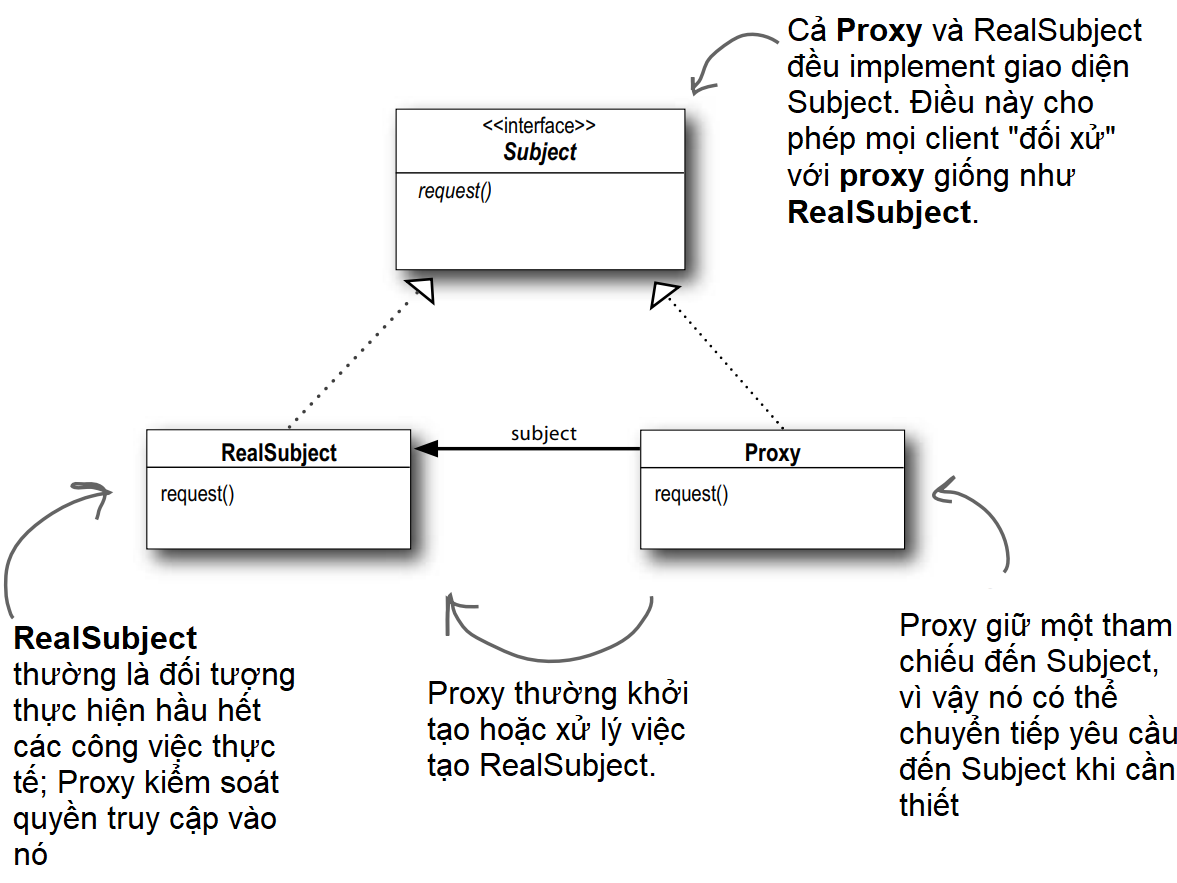 Cả Proxy và RealSubject
đều implement giao diện
Subject. Điều này cho
phép mọi client "đối xử"
với proxy giống như
RealSubject.
<<interface>>
Subject
request()
RealSubject
request()
subject
Proxy
request()
RealSubject
thường là đối tượng
thực hiện hầu hết
các công việc thực
tế; Proxy kiểm soát
quyền truy cập vào
nó
Proxy thường khởi
tạo hoặc xử lý việc
tạo RealSubject.
Proxy giữ một tham
chiếu đến Subject,
vì vậy nó có thể
chuyển tiếp yêu cầu
đến Subject khi cần
thiết